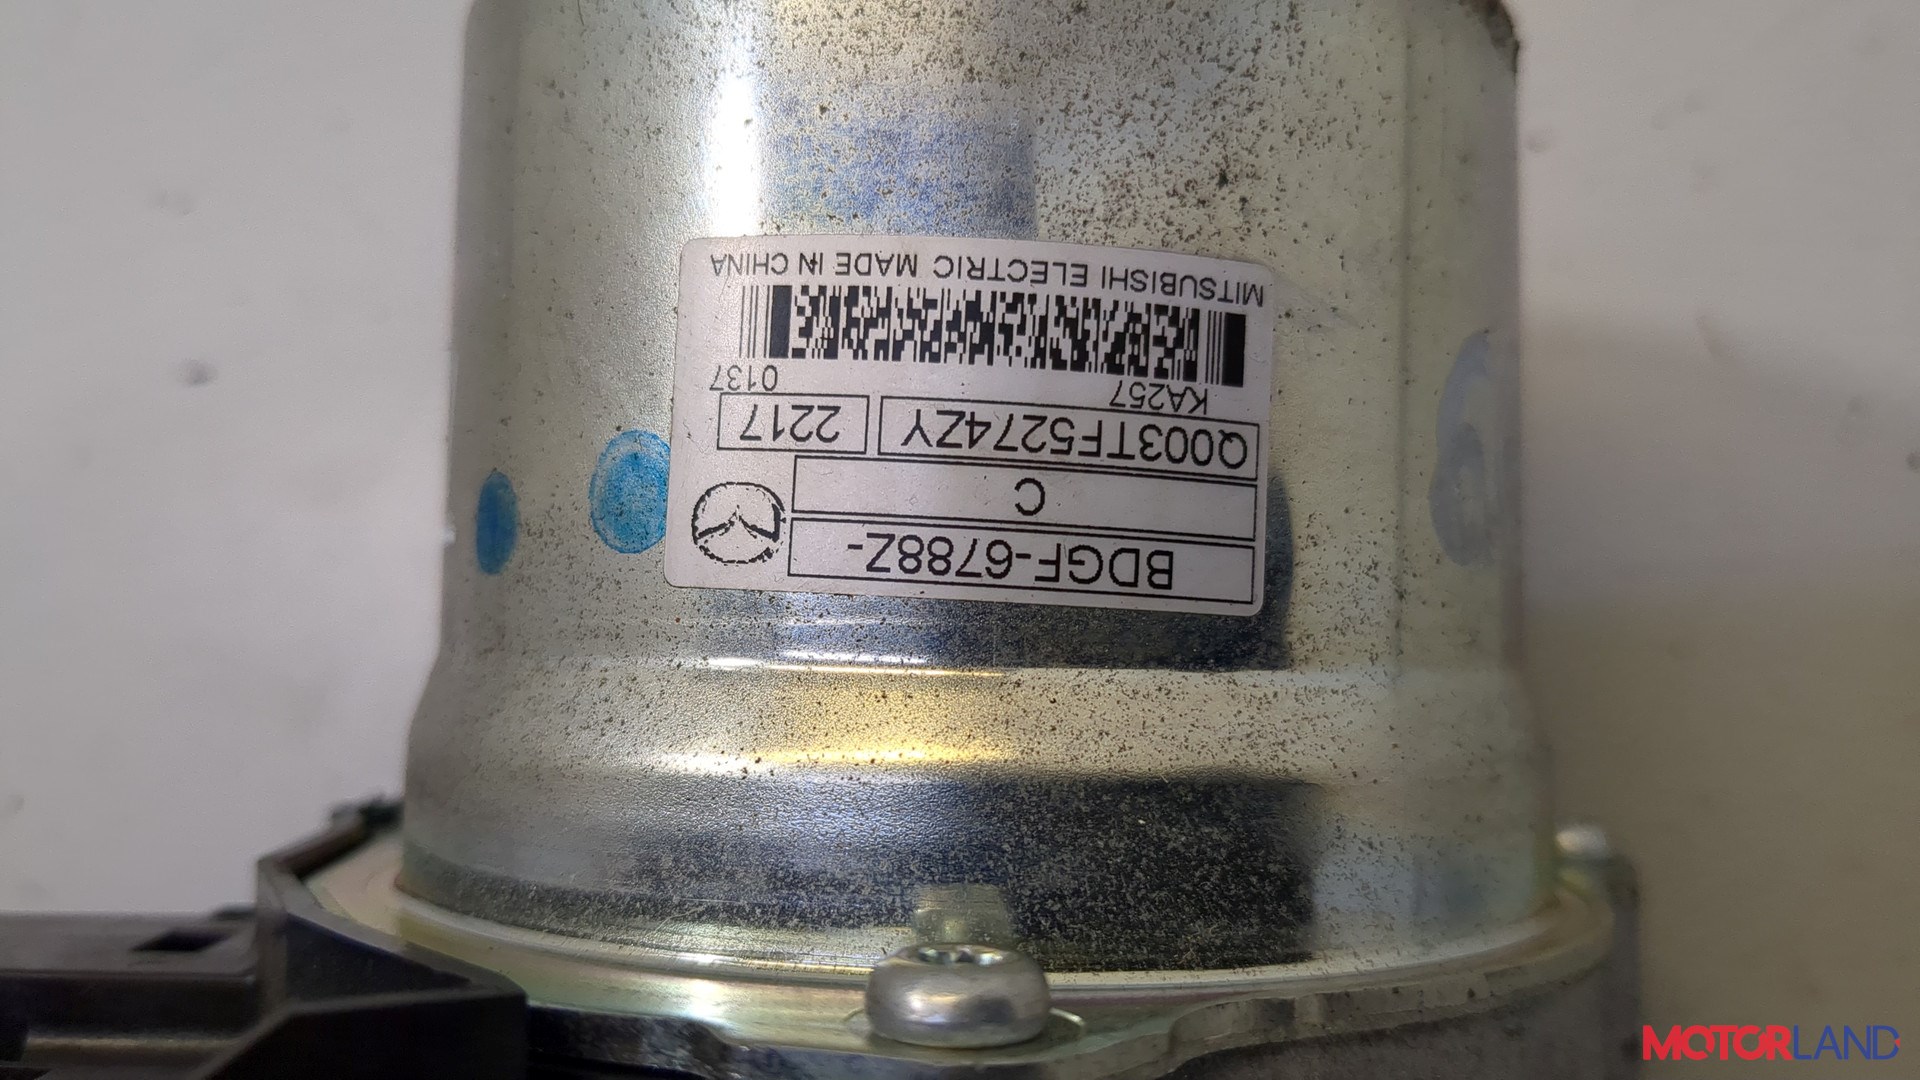 BDGF-6788Z-
C
Q003TF5274ZY 2217
KA257 0137
MITSUBISHI ELECTRIC MADE IN CHINA
MOTORLAND